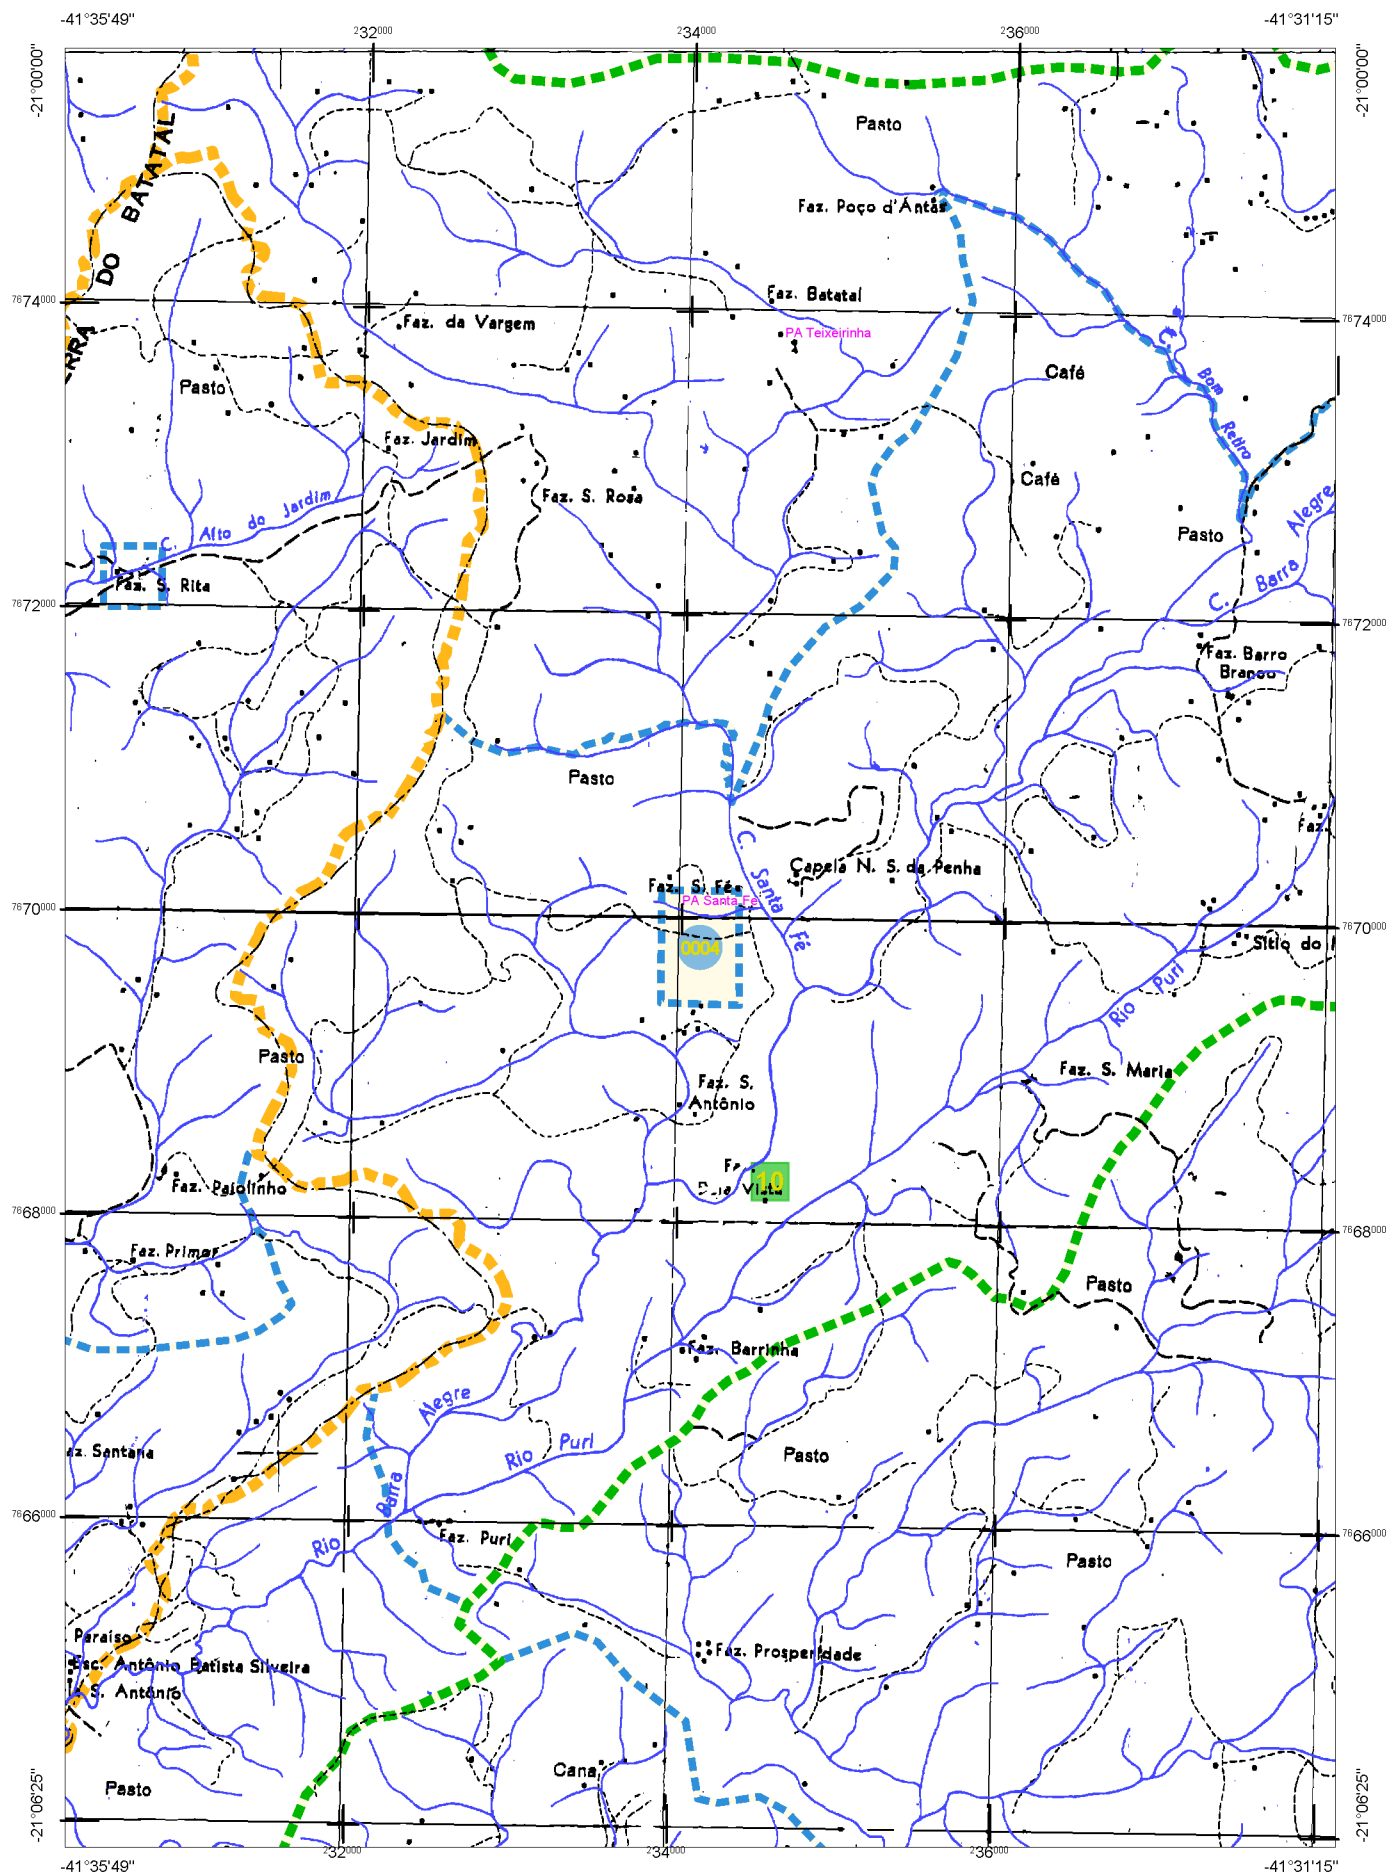 -41°35'49"
-41°31'15"
232000
234000
236000
-21°00'00"
-21°00'00"
Pasto
BATATAL
DO
Faz. Poço d'Antas
7674000
Faz. Batatal
7674000
Faz. da Vargem
PA Teixeirinha
RRA
Pasto
Café
C. Bom Retiro
Faz. Jardim
Café
Faz. S. Rosa
C. Alto do Jardim
Pasto
Alegre
Faz. S. Rita
C. Barra
7672000
7672000
Faz. Barro
Branco
Pasto
Faz.
C. Santa Fé
Capela N. S. da Penha
Faz. S. Fé
PA Santa Fé
7670000
7670000
0004
Sítio do
Rio Puri
Pasto
Faz. S. Maria
Faz. S.
Antônio
10
Faz. Paiolinho
7668000
7668000
Faz. Primor
Pasto
Faz. Barrinha
Alegre
az. Santana
Rio Puri
Pasto
Barra
7666000
7666000
Faz. Puri
Rio
Pasto
Paraíso
Esc. Antônio Batista Silveira
Faz. Prosperidade
S. Antônio
Cana
Pasto
-21°06'25"
-21°06'25"
232000
234000
236000
-41°35'49"
-41°31'15"